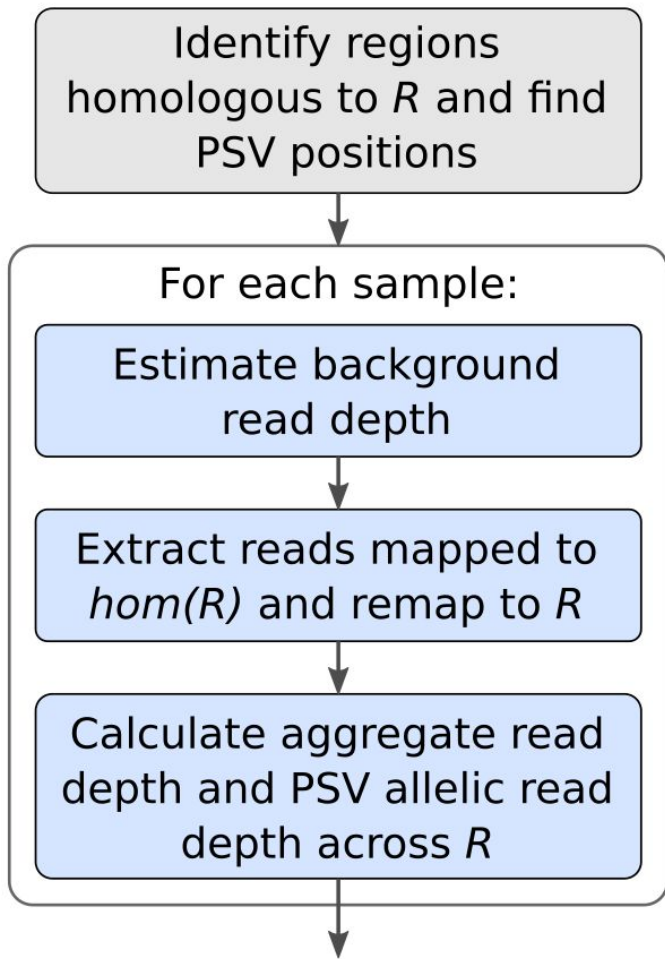 Identify regions
homologous to R and find
PSV positions
For each sample:
Estimate background
read depth
Extract reads mapped to
hom(R) and remap to R
Calculate aggregate read
depth and PSV allelic read
depth across R